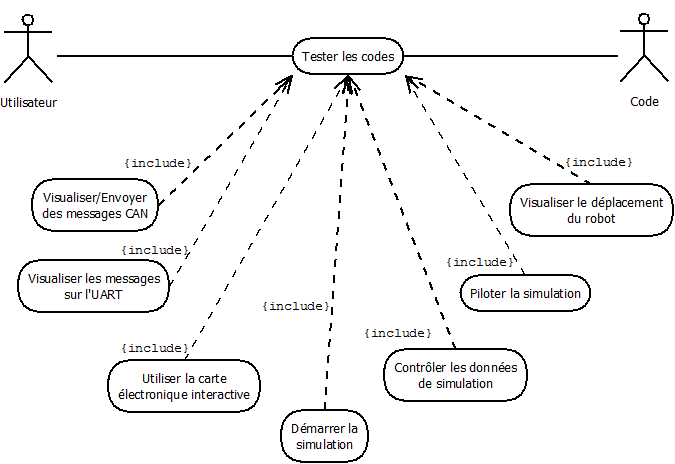 Tester les codes
Utilisateur
Code
{include}
{include}
Visualiser/Envoyer
des messages CAN
Visualiser le déplacement
du robot
{include}
{include}
Visualiser les messages
sur l'UART
Piloter la simulation
{include}
{include}
{include}
Utiliser la carte
électronique interactive
Contrôler les données
de simulation
Démarrer la
simulation